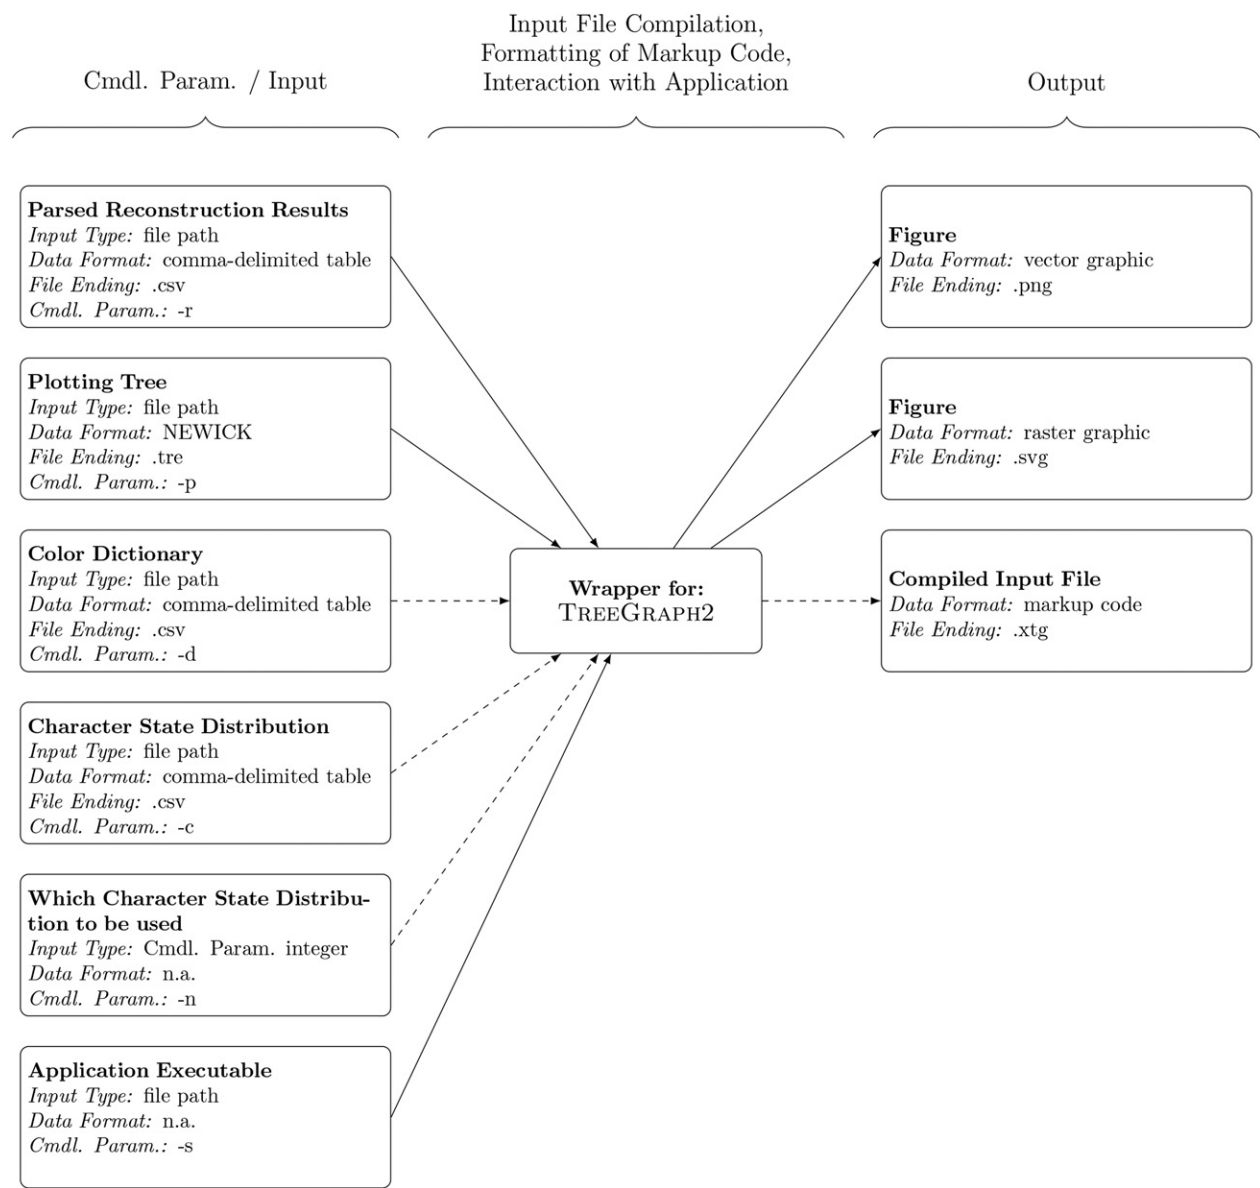 Cmdl. Param. / Input
Input File Compilation,
Formatting of Markup Code,
Interaction with Application
Output
Parsed Reconstruction Results
Input Type: file path
Data Format: comma-delimited table
File Ending: .csv
Cmdl. Param.: -r
Plotting Tree
Input Type: file path
Data Format: NEWICK
File Ending: .tre
Cmdl. Param.: -p
Color Dictionary
Input Type: file path
Data Format: comma-delimited table
File Ending: .csv
Cmdl. Param.: -d
Character State Distribution
Input Type: file path
Data Format: comma-delimited table
File Ending: .csv
Cmdl. Param.: -c
Which Character State Distribu-
tion to be used
Input Type: Cmdl. Param. integer
Data Format: n.a.
Cmdl. Param.: -n
Application Executable
Input Type: file path
Data Format: n.a.
Cmdl. Param.: -s
Wrapper for:
TREEGRAPH2
Figure
Data Format: vector graphic
File Ending: .png
Figure
Data Format: raster graphic
File Ending: .svg
Compiled Input File
Data Format: markup code
File Ending: .xtg